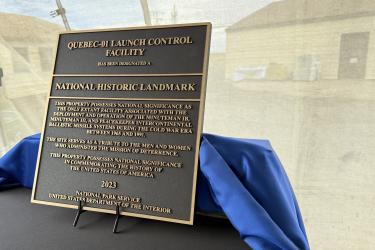 QUEBEC-01 LAUNCH CONTROL
FACILITY
HAS BEEN DESIGNATED A
NATIONAL HISTORIC LANDMARK
THIS PROPERTY POSSESSES NATIONAL SIGNIFICANCE AS
THE ONLY EXTANT FACILITY ASSOCIATED WITH THE
DEPLOYMENT AND OPERATION OF THE MINUTEMAN IB,
MINUTEMAN III, AND PEACEKEEPER INTERCONTINENTAL
BALLISTIC MISSILE SYSTEMS DURING THE COLD WAR ERA
BETWEEN 1963 AND 1991.
THE SITE SERVES AS A TRIBUTE TO THE MEN AND WOMEN
WHO ADMINISTER THE MISSION OF DETERRENCE.
THIS PROPERTY POSSESSES NATIONAL SIGNIFICANCE
IN COMMEMORATING THE HISTORY OF
THE UNITED STATES OF AMERICA
2023
NATIONAL PARK SERVICE
UNITED STATES DEPARTMENT OF THE INTERIOR